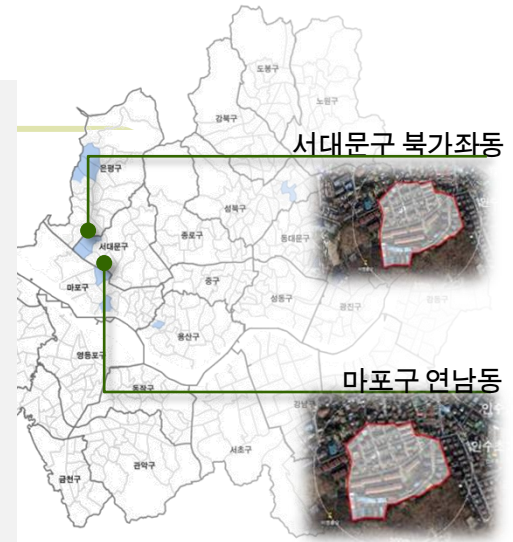 도봉구
노원구
강북구
서대문구 북가좌동
은평구
성북구
종로구
동대문구
서대문구
중구
마포구
성동구
광진구
용산구
영등포구
마포구 연남동
동작구
강남구
서초구
관악구
금천구